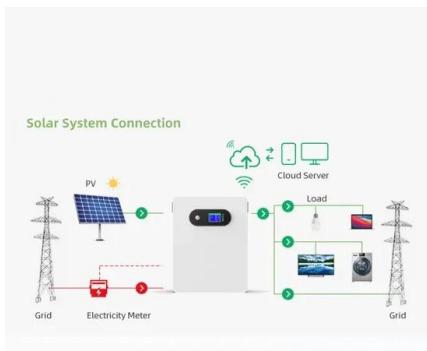 Solar System Connection
Cloud Server
PV
Load
Grid
Electricity Meter
Grid